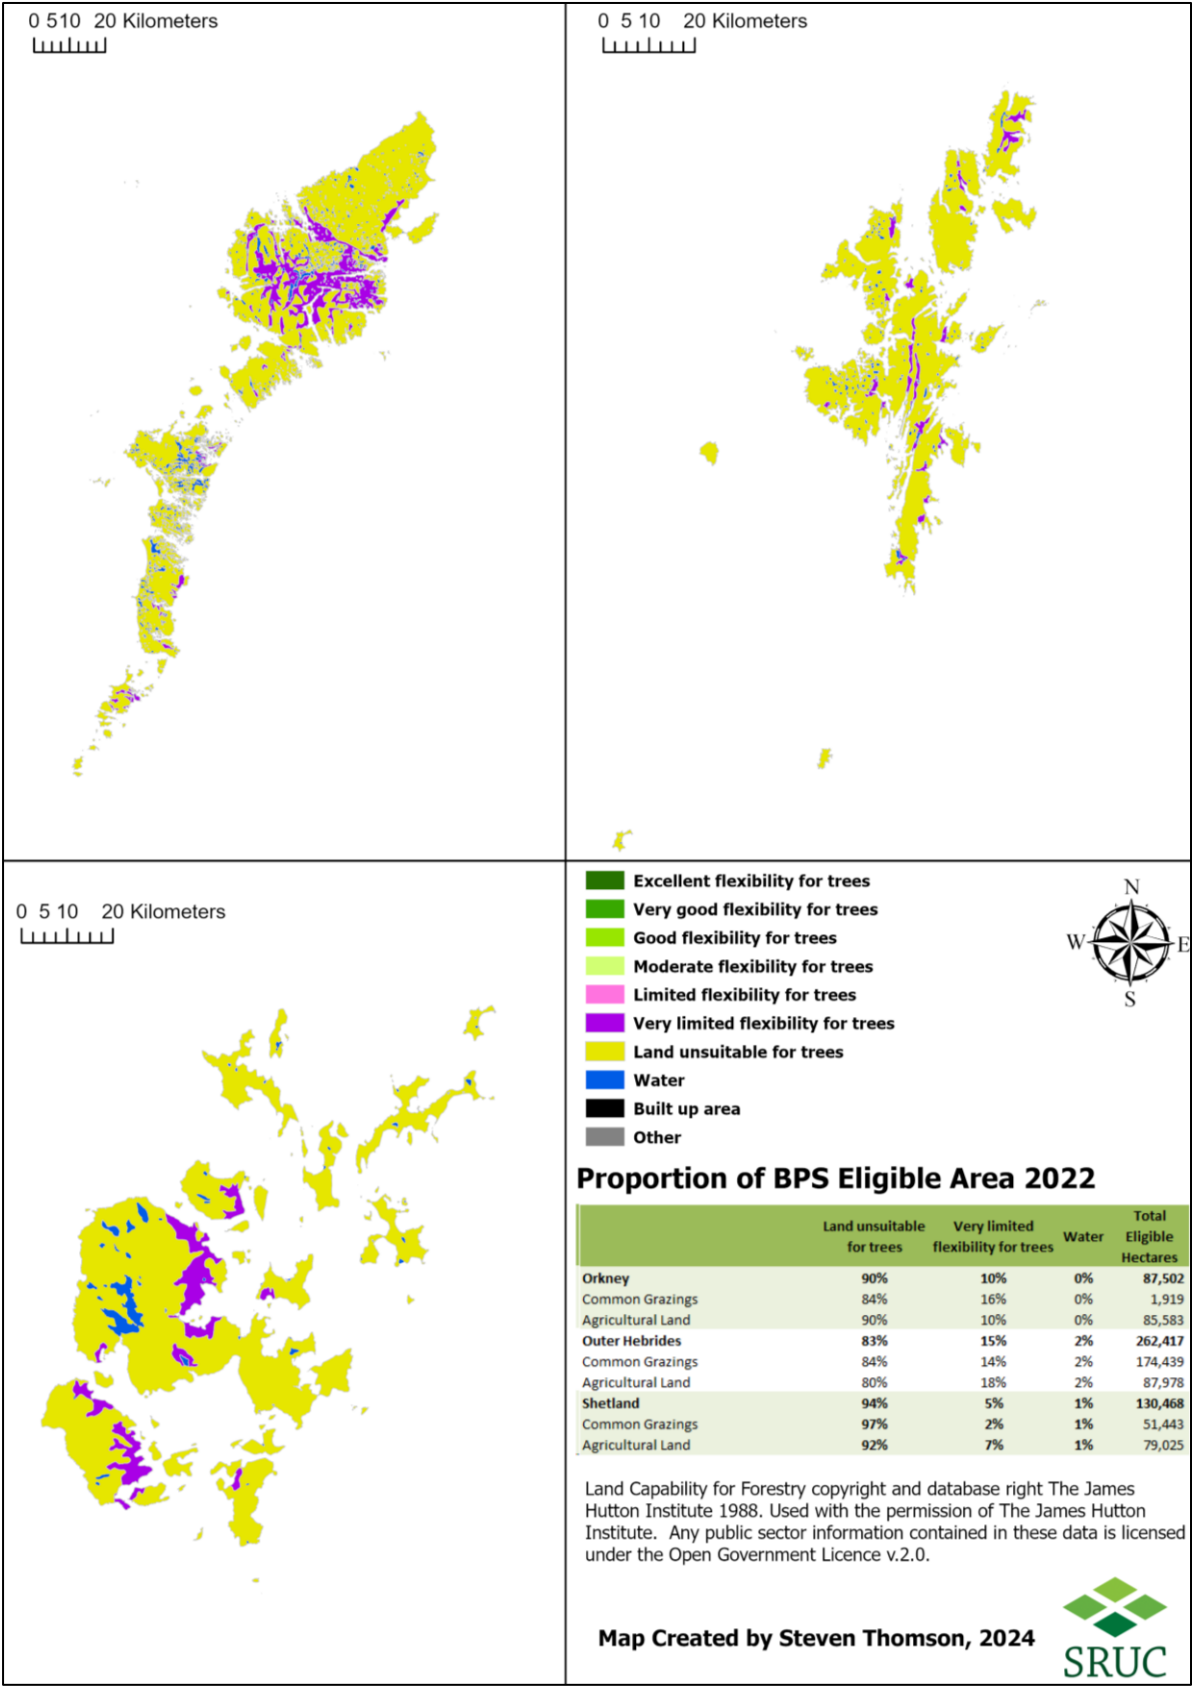 0 510 20 Kilometers
0 5 10 20 Kilometers
0 5 10 20 Kilometers
Excellent flexibility for trees
Very good flexibility for trees
Good flexibility for trees
Moderate flexibility for trees
Limited flexibility for trees
Very limited flexibility for trees
Land unsuitable for trees
Water
Built up area
Other
N
W E
S
Proportion of BPS Eligible Area 2022
Land unsuitable for trees Very limited flexibility for trees Water Total Eligible Hectares
Orkney 90% 10% 0% 87,502
Common Grazings 84% 16% 0% 1,919
Agricultural Land 90% 10% 0% 85,583
Outer Hebrides 83% 15% 2% 262,417
Common Grazings 84% 14% 2% 174,439
Agricultural Land 80% 18% 2% 87,978
Shetland 94% 5% 1% 130,468
Common Grazings 97% 2% 1% 51,443
Agricultural Land 92% 7% 1% 79,025
Land Capability for Forestry copyright and database right The James
Hutton Institute 1988. Used with the permission of The James Hutton
Institute. Any public sector information contained in these data is licensed
under the Open Government Licence v.2.0.
Map Created by Steven Thomson, 2024
SRUC